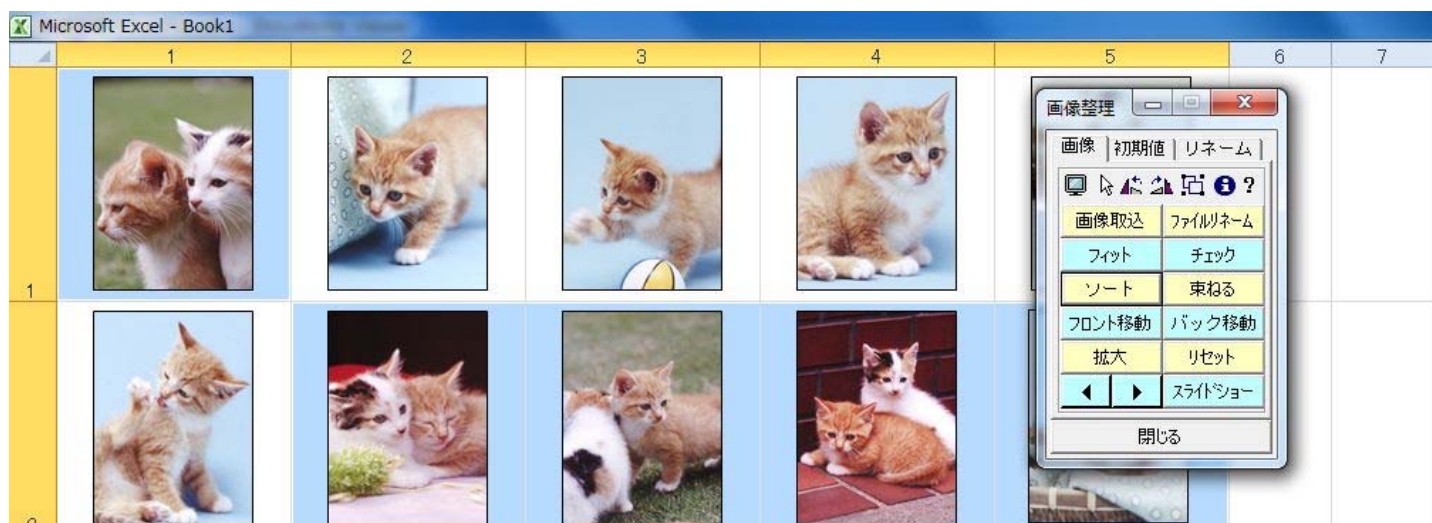 Microsoft Excel - Book1
1 2 3 4 5 6 7
1
画像整理
画像 初期値 リネーム
?
画像取込 ファイルリネーム
フィット チェック
ソート 束ねる
フロント移動 バック移動
拡大 リセット
スライドショー
閉じる